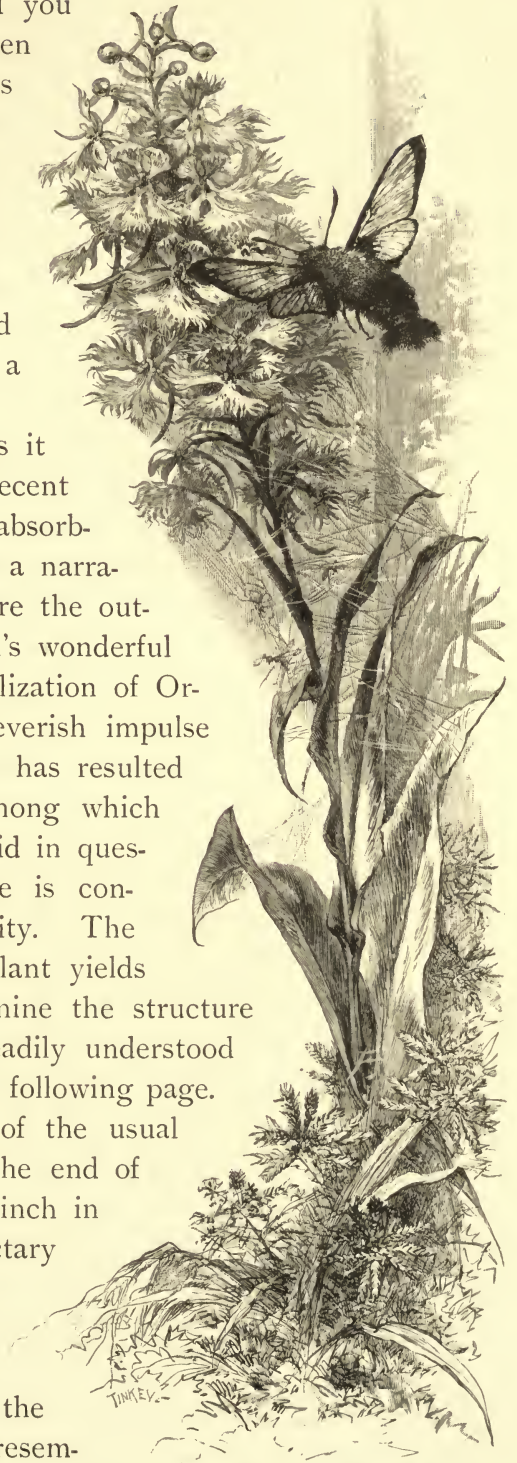 you
en
s
d
a
s it
ecent
absorb-
a narra-
re the out-
's wonderful
lization of Or-
everish impulse
has resulted
nong which
id in ques-
e is con-
ity. The
lant yields
nine the structure
adily understood
following page.
of the usual
he end of
inch in
ctary
TINKEY
the
resem-